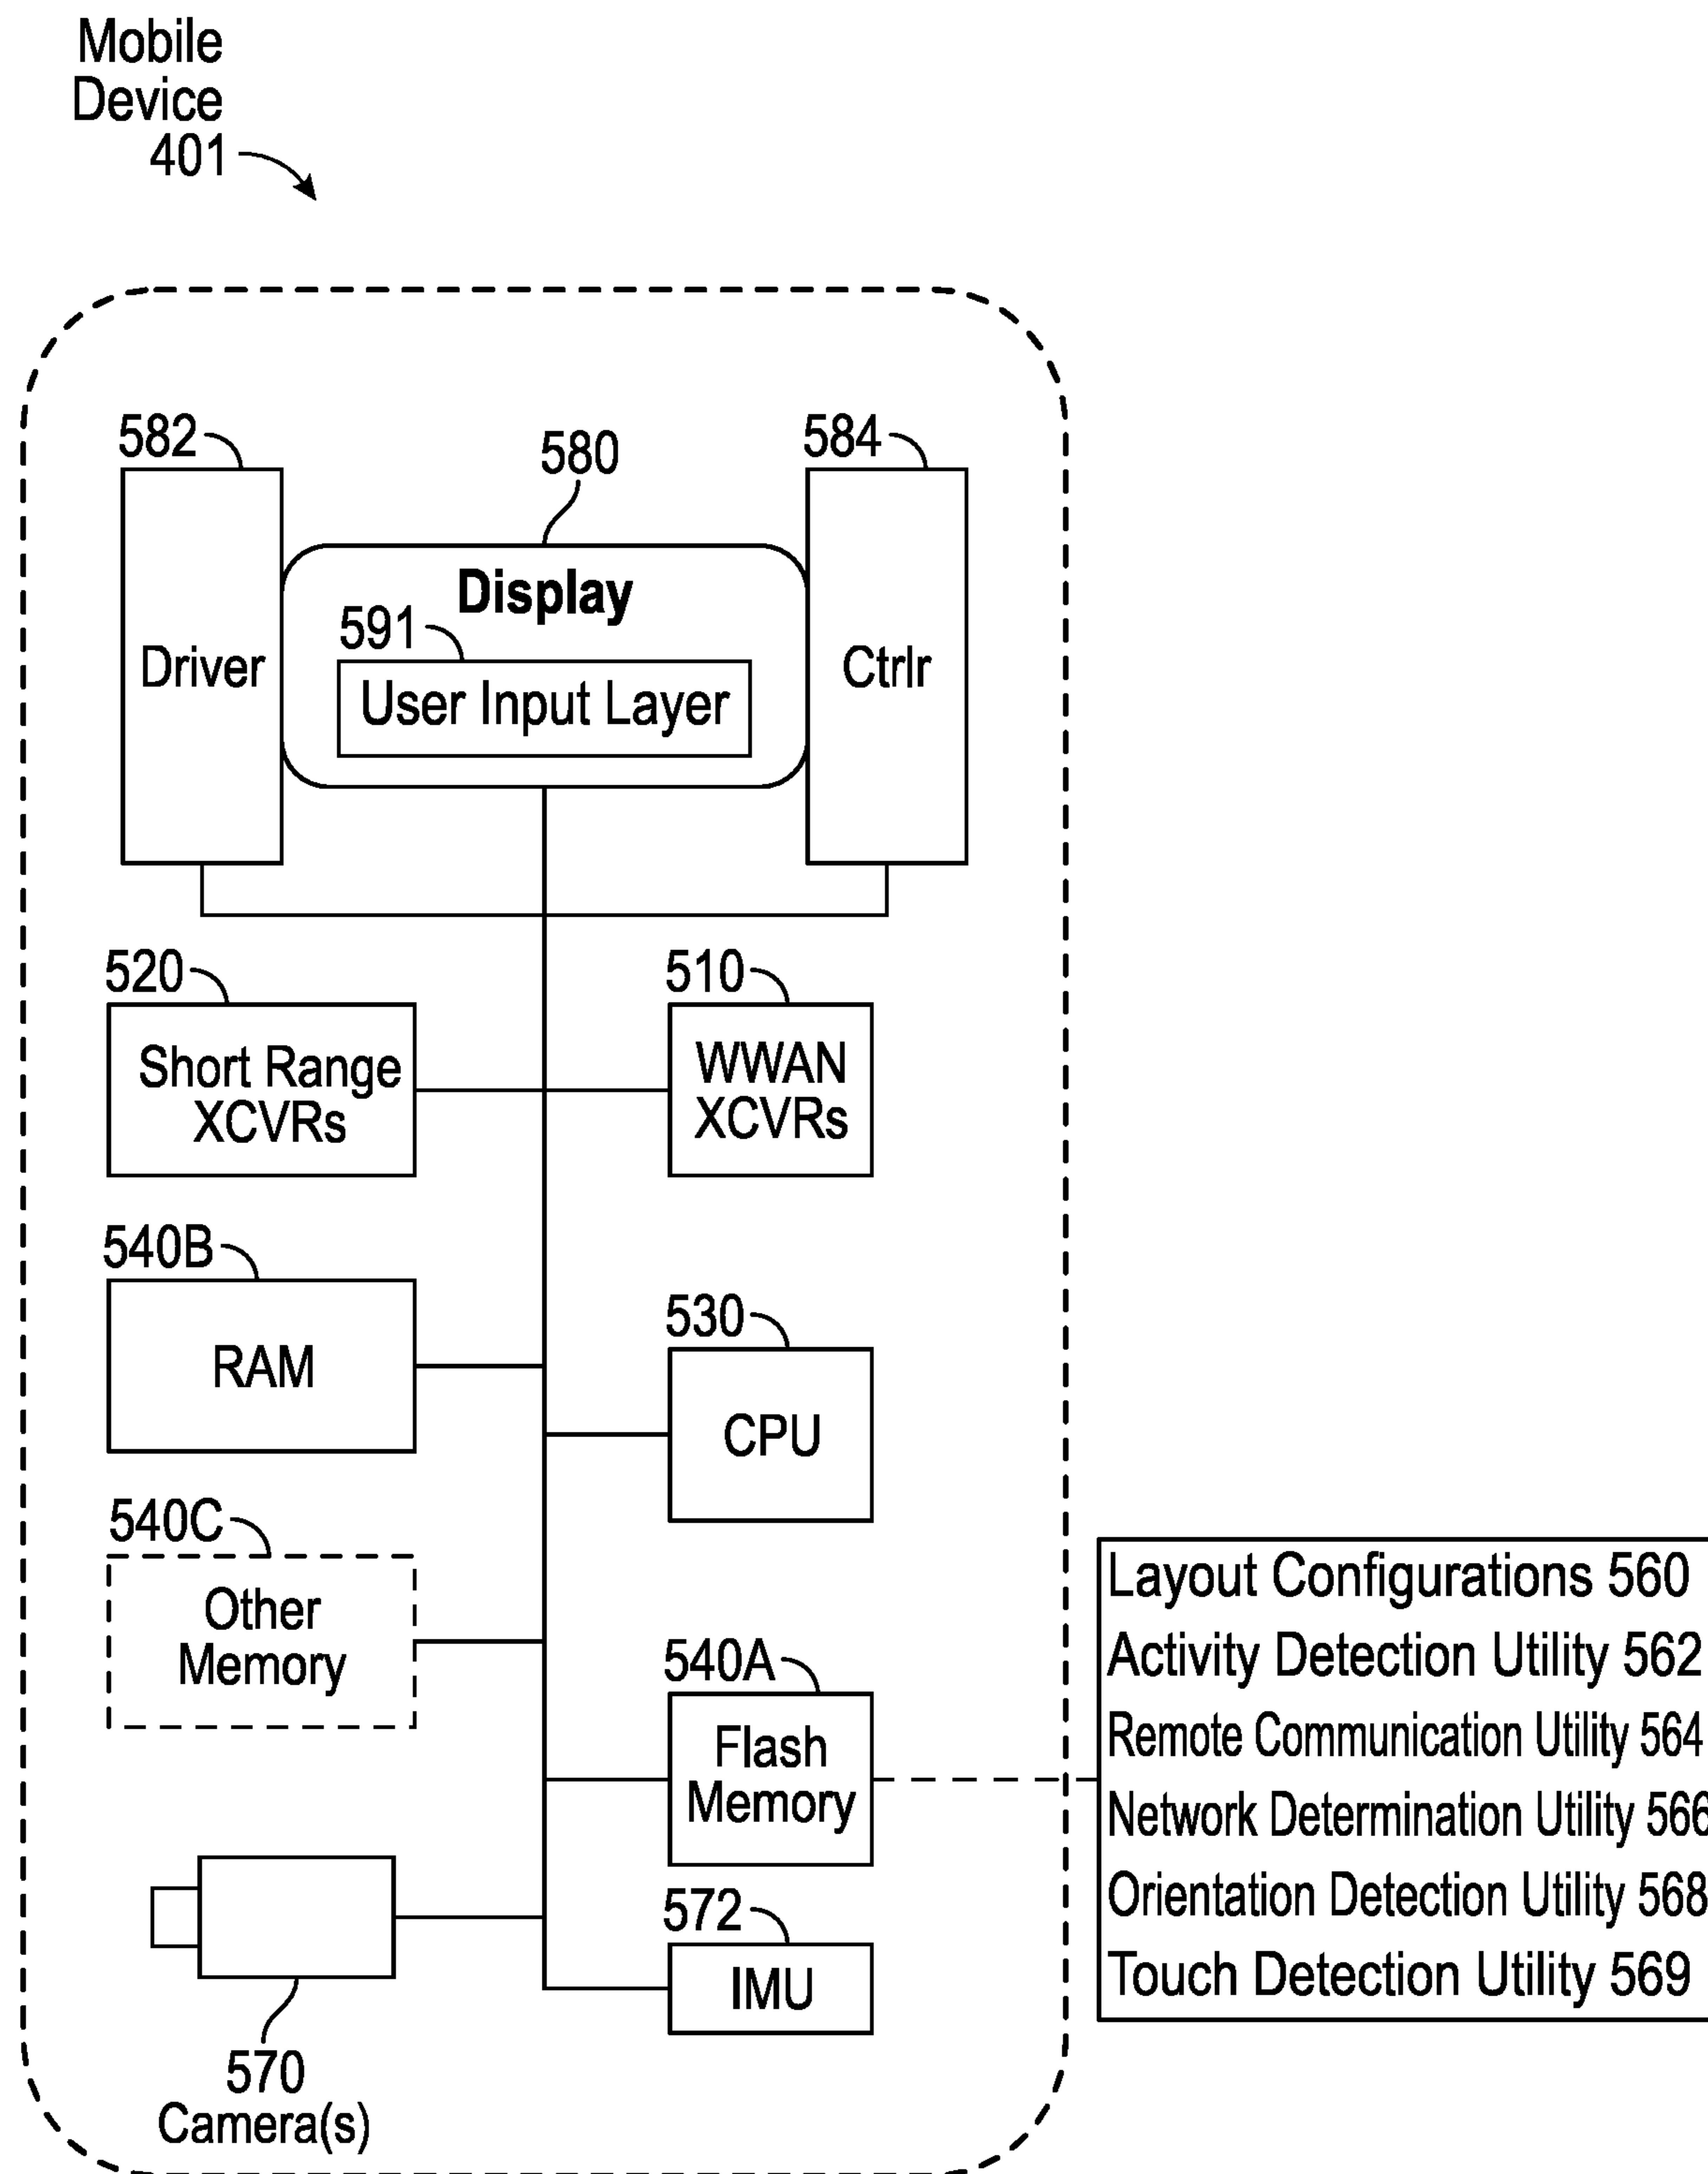 Mobile
Device
401
582
580
584
Display
591
Driver
User Input Layer
Ctrlr
520
510
Short Range
XCVRs
WWAN
XCVRs
540B
RAM
530
CPU
540C
Other
Memory
540A
Flash
Memory
Layout Configurations 560
Activity Detection Utility 562
Remote Communication Utility 564
Network Determination Utility 566
Orientation Detection Utility 568
Touch Detection Utility 569
572
IMU
570
Camera(s)